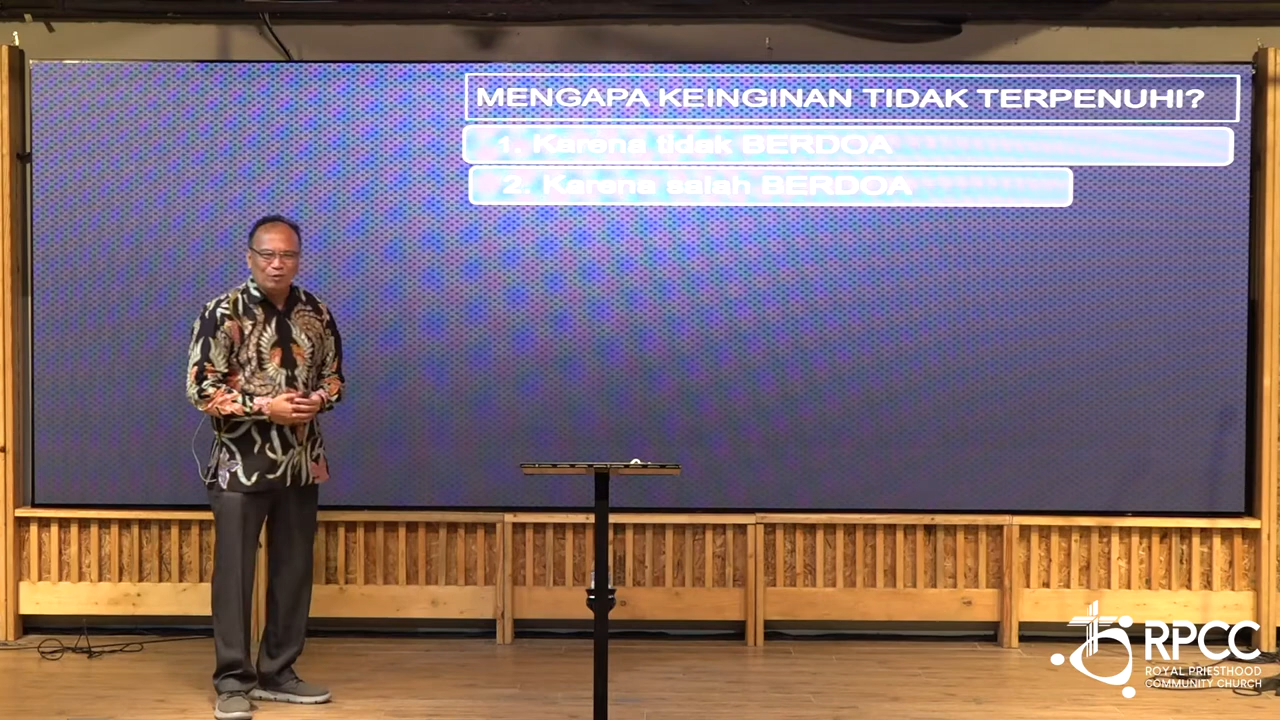 MENGAPA KEINGINAN TIDAK TERPENUHI?
1. Karena tidak BERDOA
2. Karena salah BERDOA
RPCC
ROYAL PRIESTHOOD
COMMUNITY CHURCH